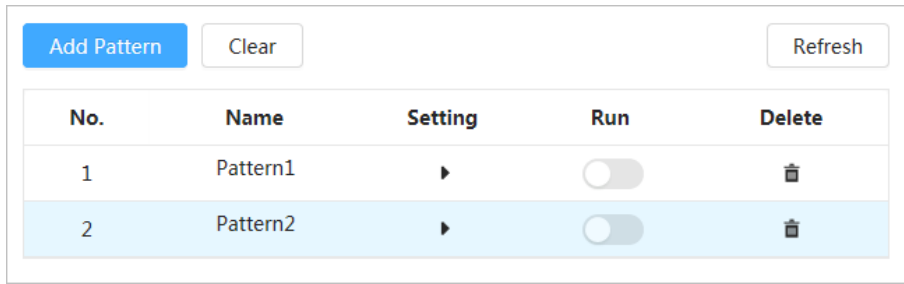 Add Pattern Clear Refresh
No. Name Setting Run Delete
1 Pattern1
2 Pattern2